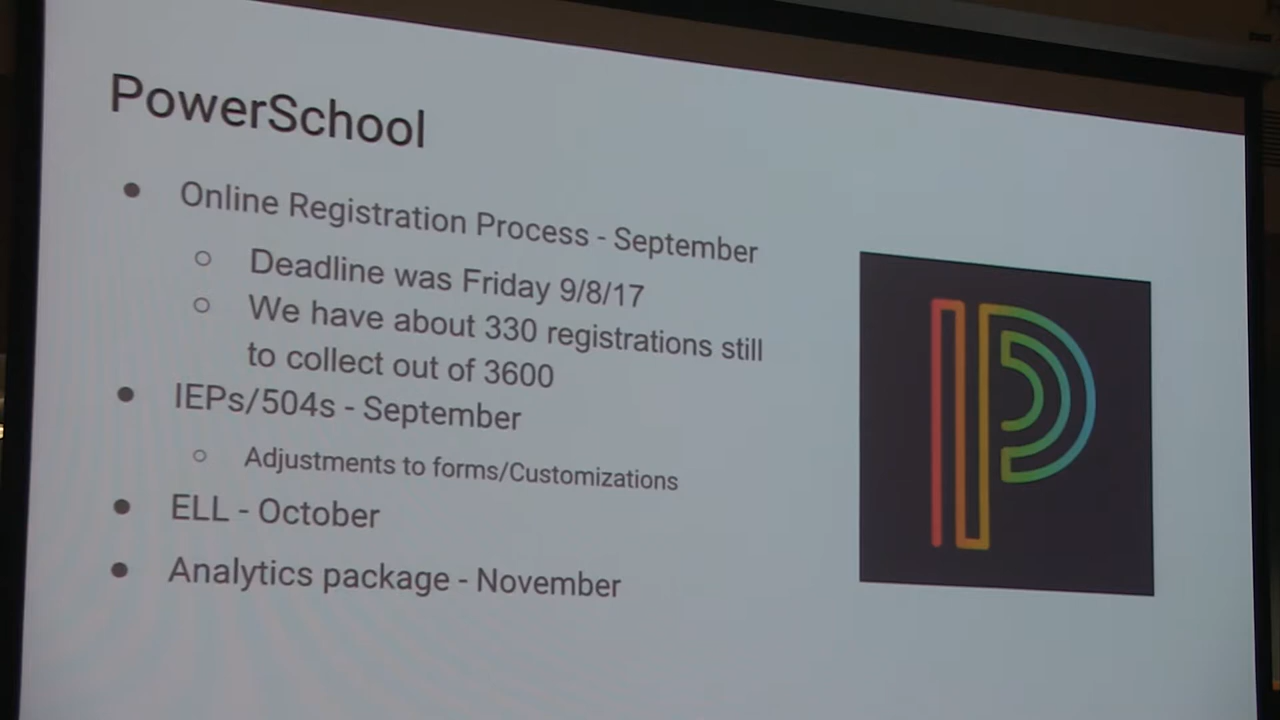 PowerSchool
● Online Registration Process - September
○ Deadline was Friday 9/8/17
○ We have about 330 registrations still
to collect out of 3600
● IEPs/504s - September
○ Adjustments to forms/Customizations
● ELL - October
● Analytics package - November
P